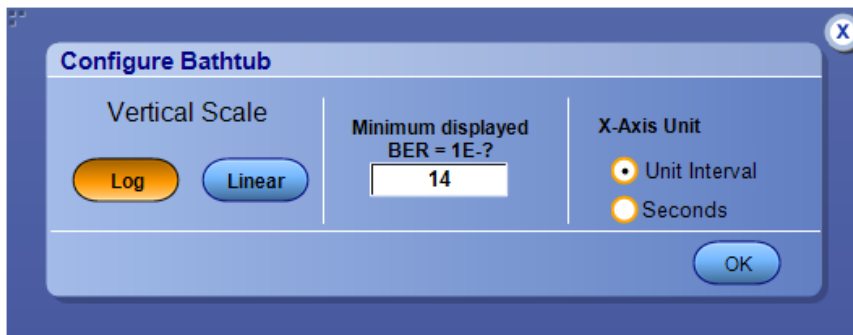 X
Configure Bathtub
Vertical Scale
Log
Linear
Minimum displayed
BER = 1E-?
14
X-Axis Unit
Unit Interval
Seconds
OK